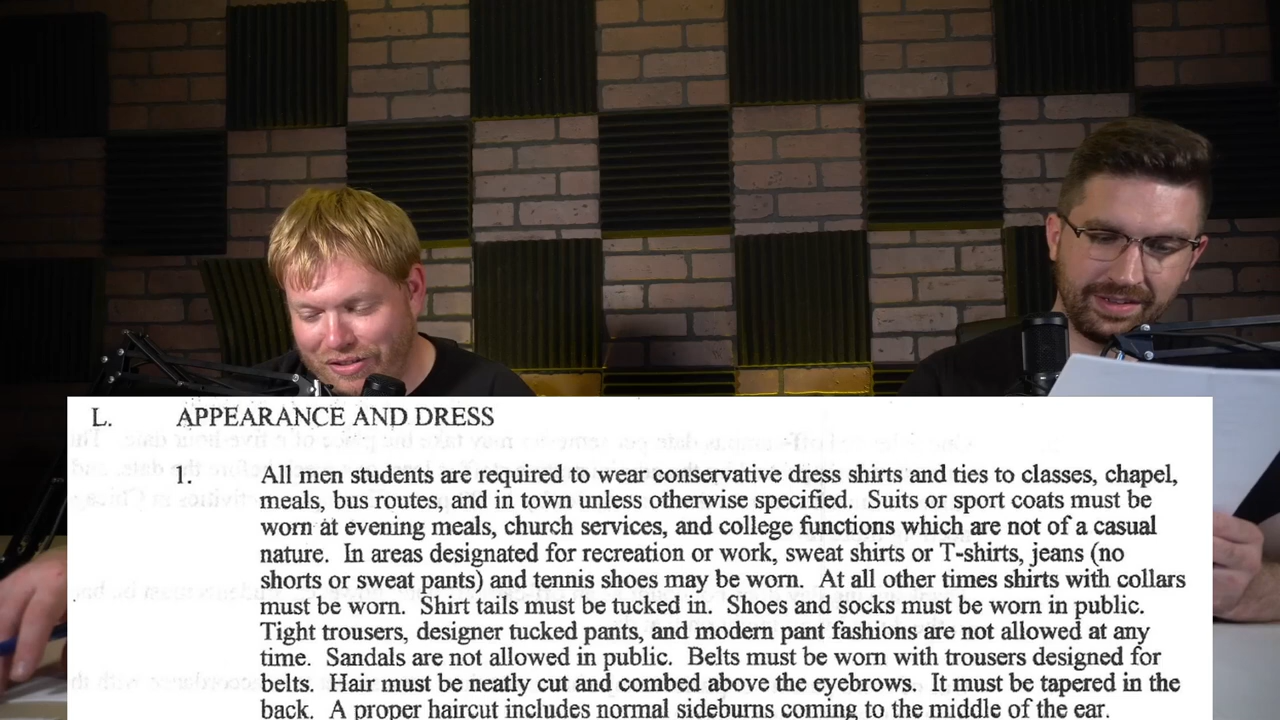 L. APPEARANCE AND DRESS
1. All men students are required to wear conservative dress shirts and ties to classes, chapel,
meals, bus routes, and in town unless otherwise specified. Suits or sport coats must be
worn at evening meals, church services, and college functions which are not of a casual
nature. In areas designated for recreation or work, sweat shirts or T-shirts, jeans (no
shorts or sweat pants) and tennis shoes may be worn. At all other times shirts with collars
must be worn. Shirt tails must be tucked in. Shoes and socks must be worn in public.
Tight trousers, designer tucked pants, and modern pant fashions are not allowed at any
time. Sandals are not allowed in public. Belts must be worn with trousers designed for
belts. Hair must be neatly cut and combed above the eyebrows. It must be tapered in the
back. A proper haircut includes normal sideburns coming to the middle of the ear.